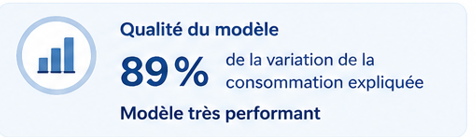 Qualité du modèle
89 %
de la variation de la
consommation expliquée
Modèle très performant